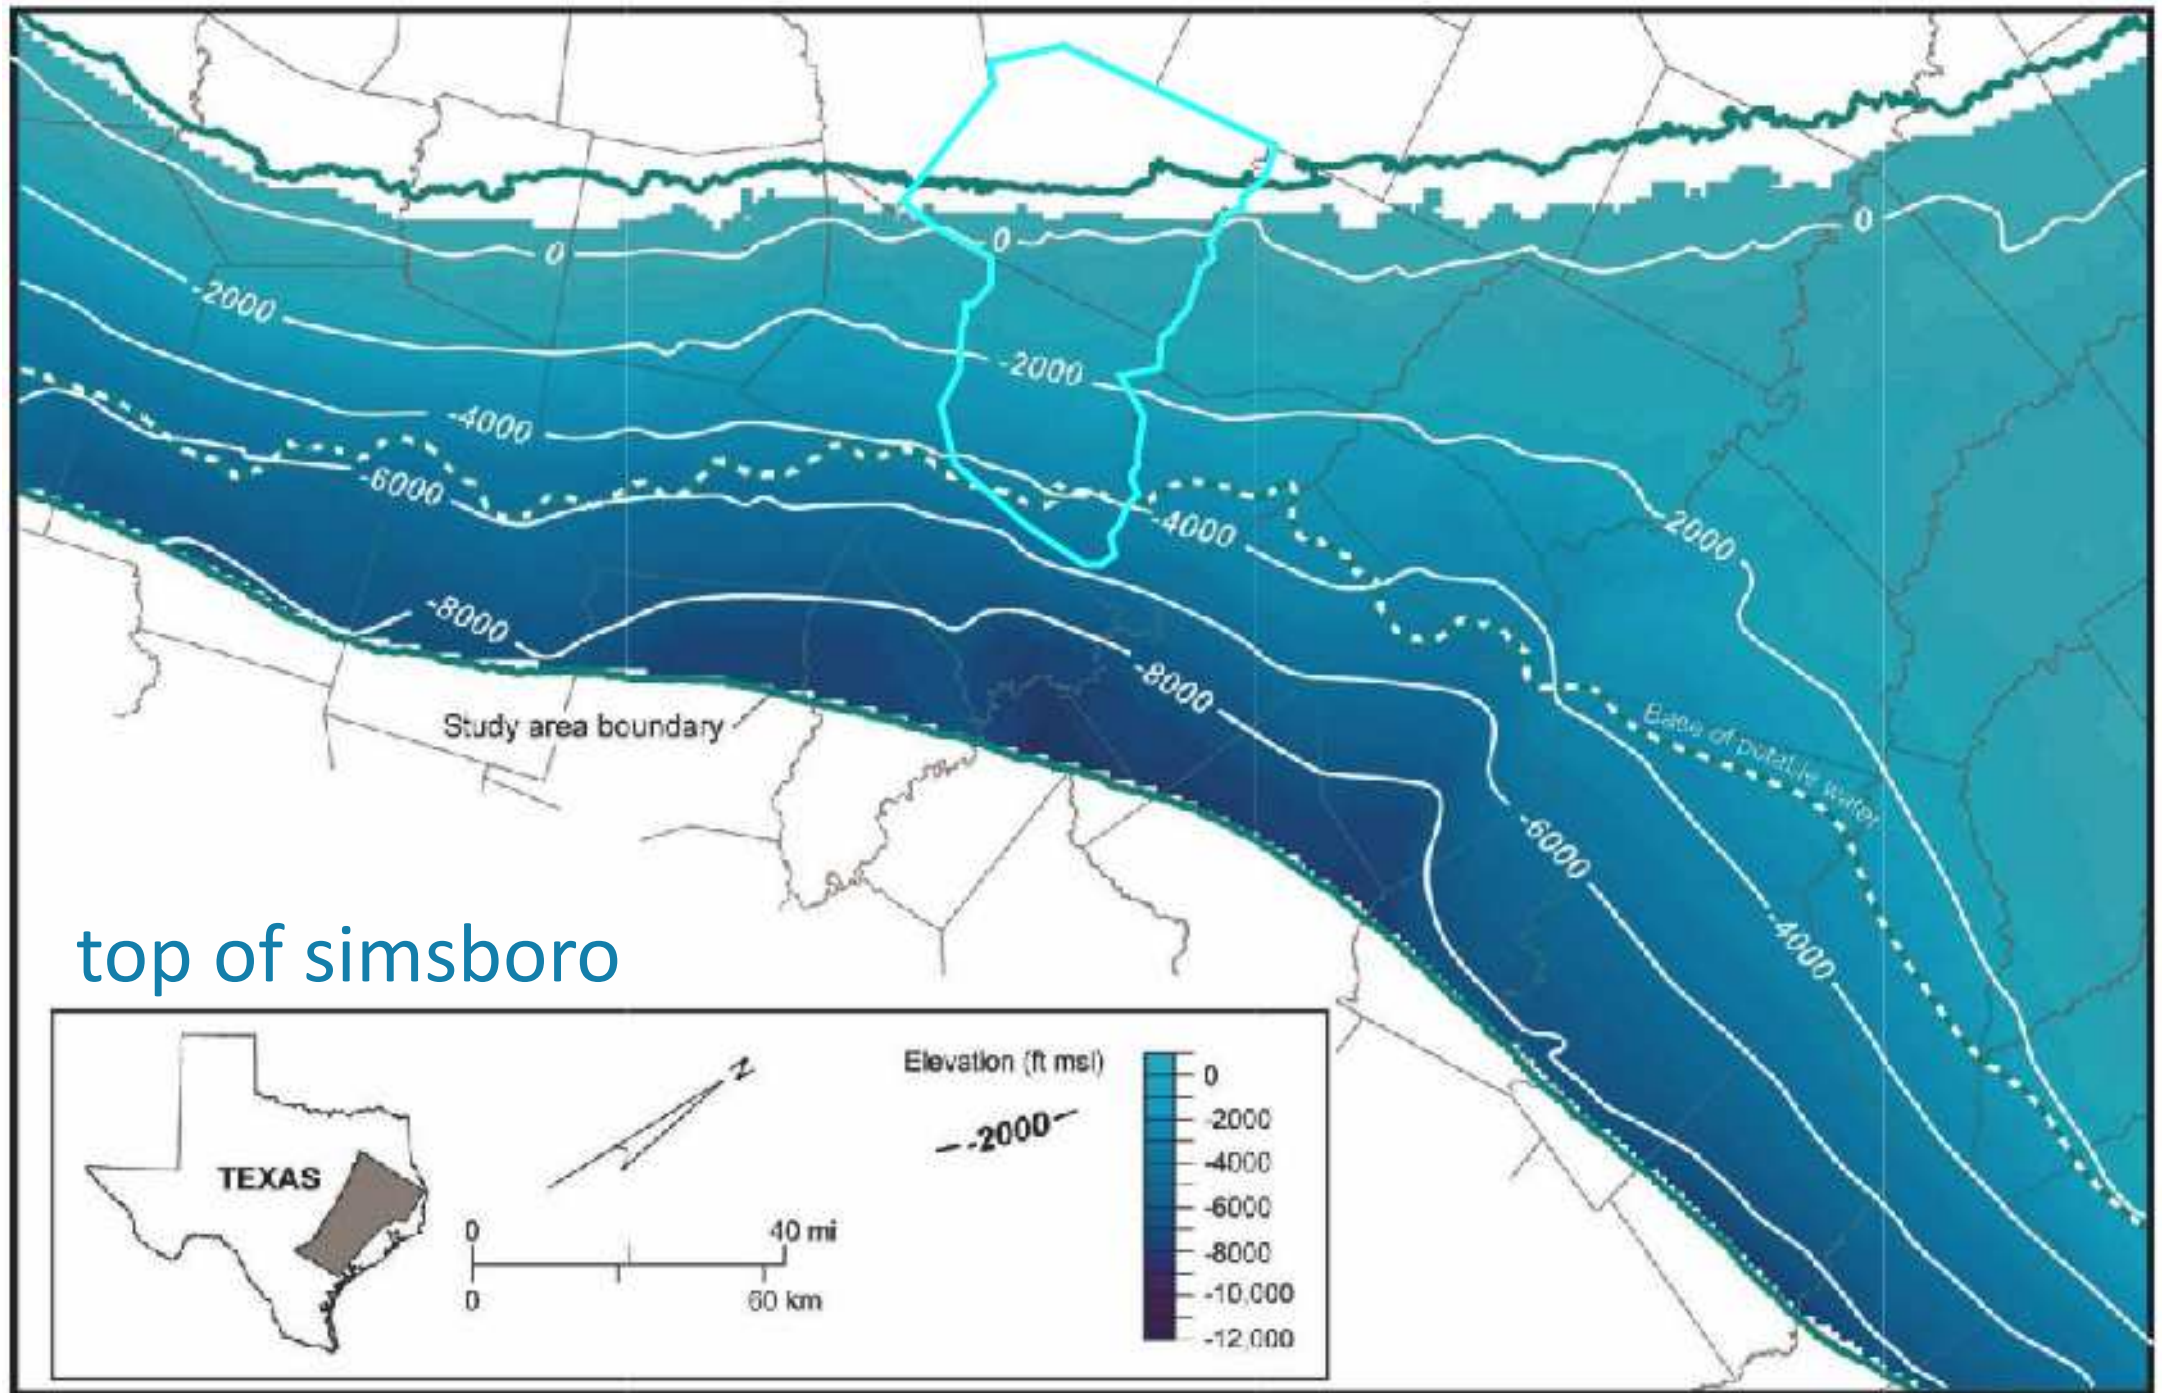 0
0
0
-2000
-2000
-4000
-6000
-4000
-2000
-8000
-8000
Study area boundary
Base of potable water
-6000
-4000
top of simsboro
TEXAS
N
0
40 mi
0
60 km
Elevation (ft msl)
-2000
0
-2000
-4000
-6000
-8000
-10,000
-12,000